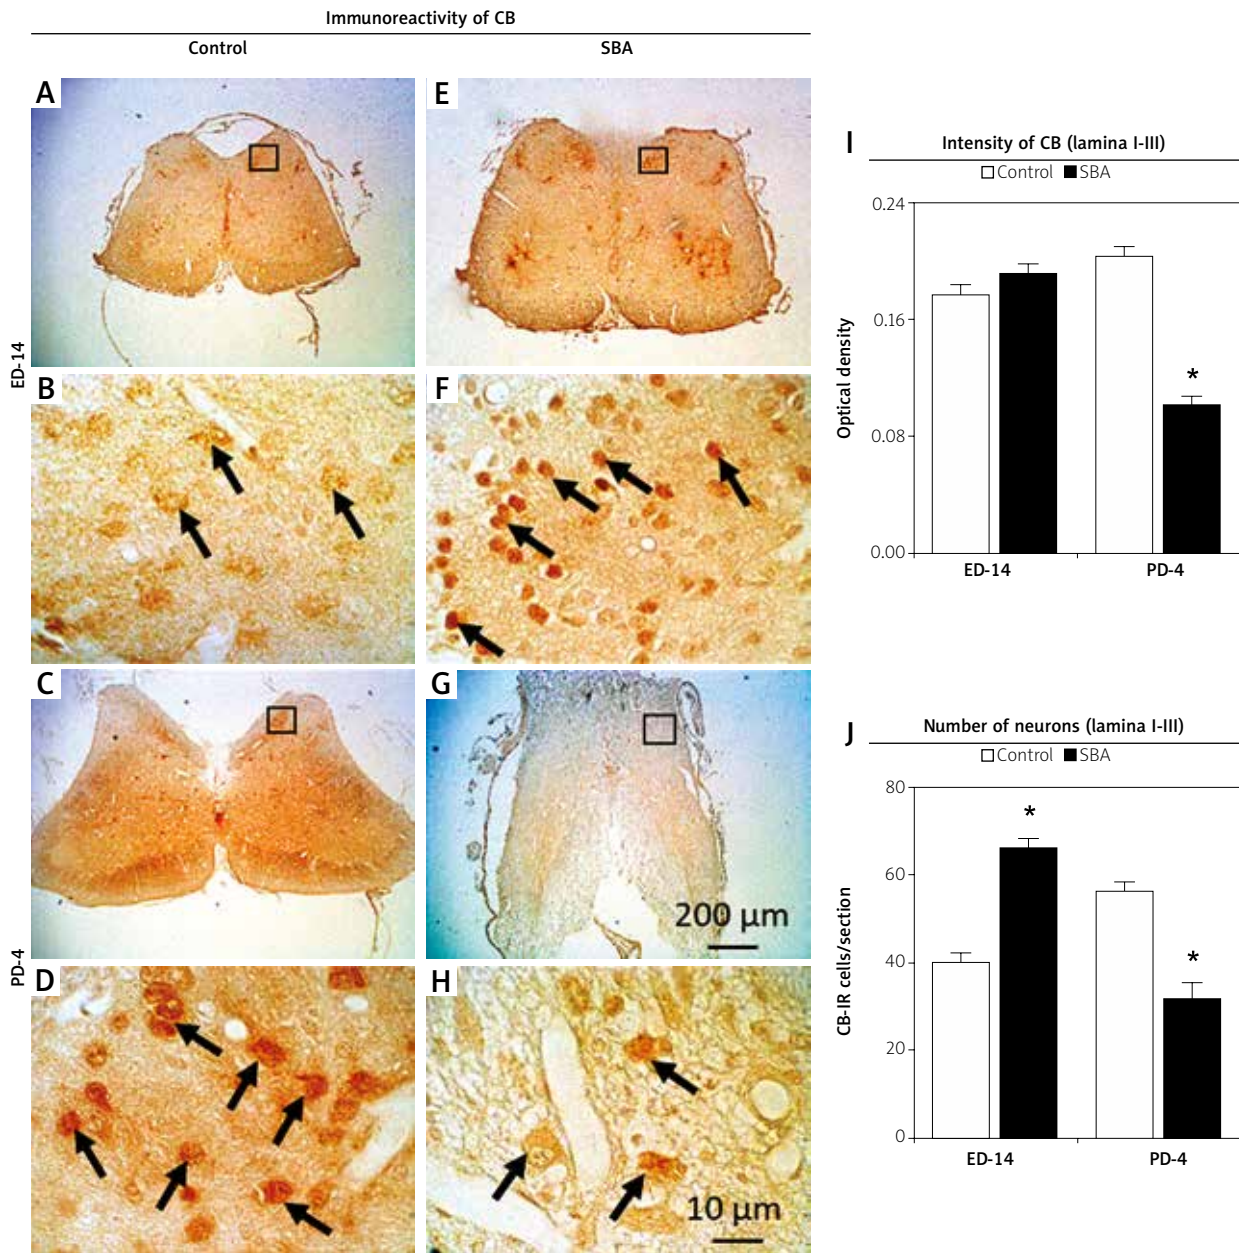 Immunoreactivity of CB
Control SBA
A
E
ED-14
B
F
C
G
200 µm
PD-4
D
H
10 µm
I
Intensity of CB (lamina I-III)
Control SBA
Optical density
0.24
0.16
0.08
0.00
*
ED-14 PD-4
J
Number of neurons (lamina I-III)
Control SBA
CB-IR cells/section
80
60
40
20
0
*
*
ED-14 PD-4